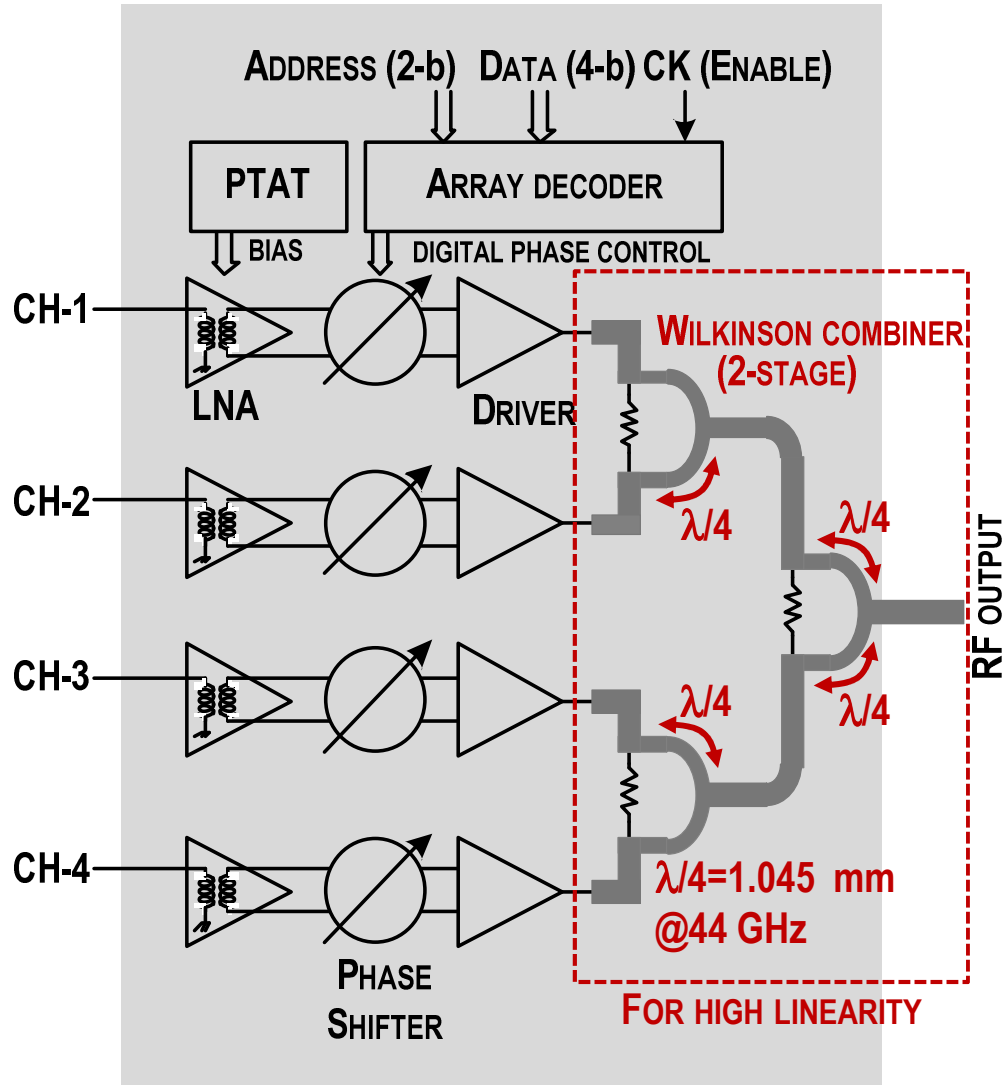 ADDRESS (2-b) DATA (4-b) CK (ENABLE)
PTAT
ARRAY DECODER
BIAS
DIGITAL PHASE CONTROL
CH-1
LNA
DRIVER
WILKINSON COMBINER
(2-STAGE)
CH-2
λ/4
λ/4
RF OUTPUT
CH-3
λ/4
λ/4
CH-4
λ/4=1.045 mm
@44 GHz
PHASE
SHIFTER
FOR HIGH LINEARITY